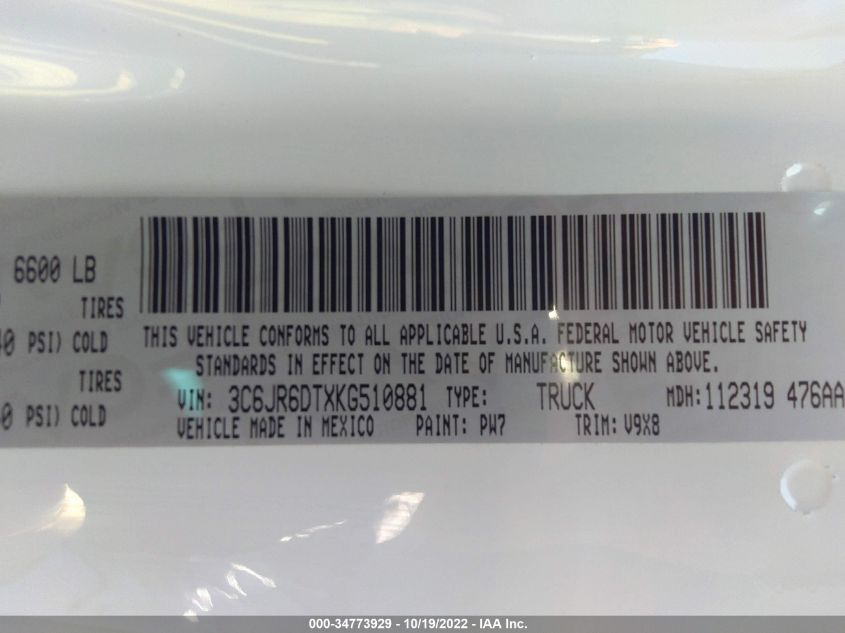 6600 LB
TIRES
PSI) COLD
TIRES
PSI) COLD
THIS VEHICLE CONFORMS TO ALL APPLICABLE U.S.A. FEDERAL MOTOR VEHICLE SAFETY
STANDARDS IN EFFECT ON THE DATE OF MANUFACTURE SHOWN ABOVE.
VIN: 3C6JR6DTXKG510881 TYPE: TRUCK MDH:112319 476AA
VEHICLE MADE IN MEXICO PAINT: PW7 TRIM: V9X8
000-34773929 - 10/19/2022 - IAA Inc.